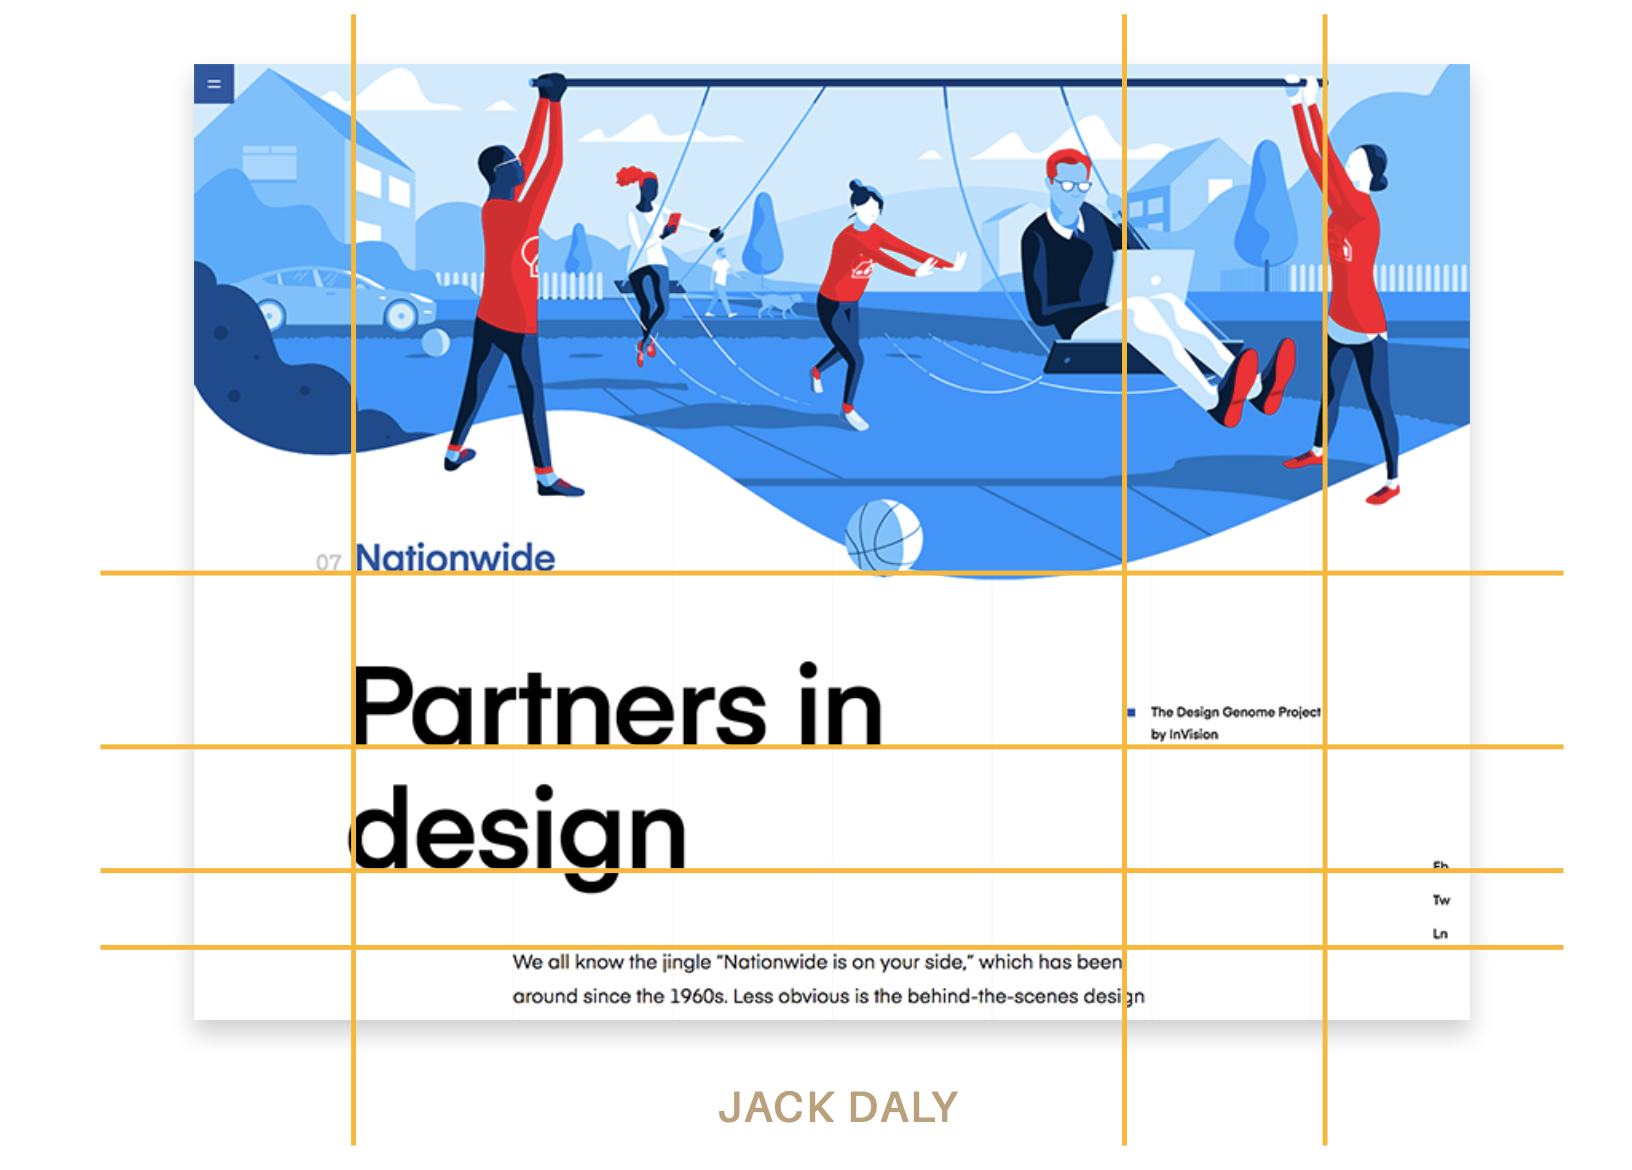 07 Nationwide
Partners in
design
The Design Genome Project
by InVision
Fb
Tw
Ln
We all know the jingle “Nationwide is on your side,” which has been
around since the 1960s. Less obvious is the behind-the-scenes design
JACK DALY